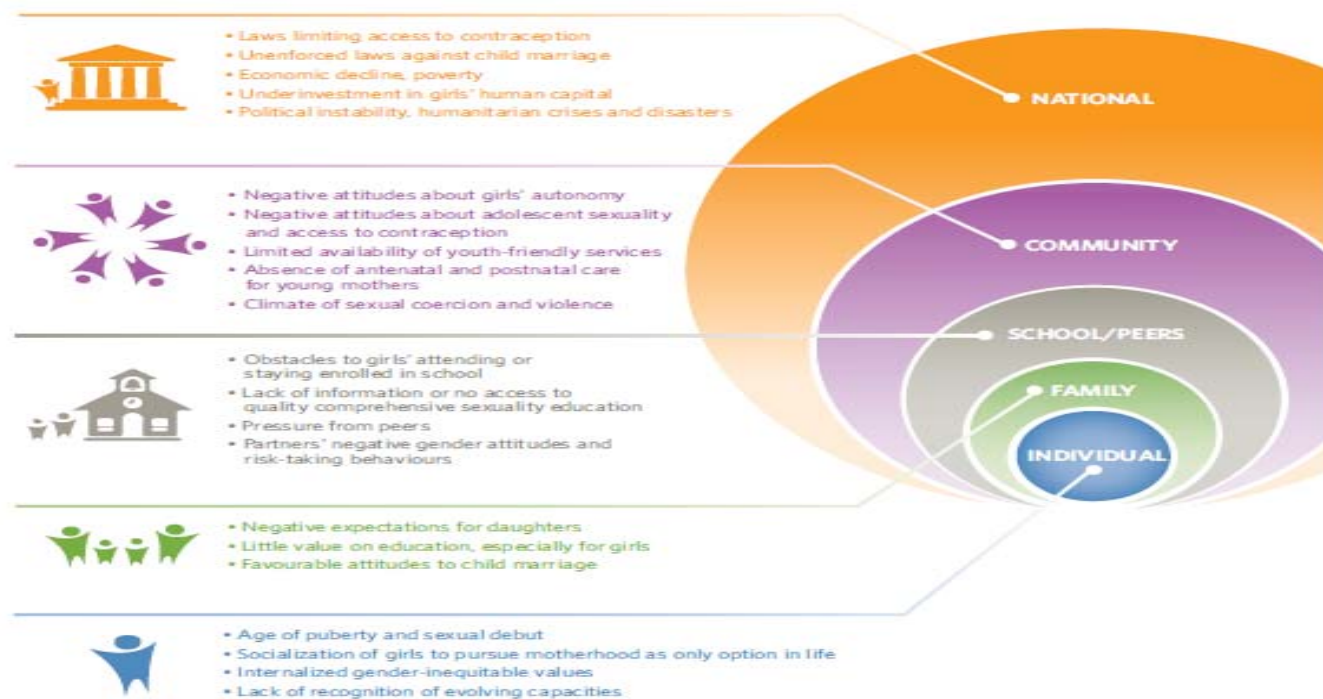 • Laws limiting access to contraception
• Unenforced laws against child marriage
• Economic decline, poverty
• Underinvestment in girls' human capital
• Political instability, humanitarian crises and disasters
NATIONAL
• Negative attitudes about girls' autonomy
• Negative attitudes about adolescent sexuality
and access to contraception
• Limited availability of youth-friendly services
• Absence of antenatal and postnatal care
for young mothers
• Climate of sexual coercion and violence
COMMUNITY
• Obstacles to girls' attending or
staying enrolled in school
• Lack of information or no access to
quality comprehensive sexuality education
• Pressure from peers
• Partners' negative gender attitudes and
risk-taking behaviours
SCHOOL/PEERS
• Negative expectations for daughters
• Little value on education, especially for girls
• Favourable attitudes to child marriage
FAMILY
• Age of puberty and sexual debut
• Socialization of girls to pursue motherhood as only option in life
• Internalized gender-inequitable values
• Lack of recognition of evolving capacities
INDIVIDUAL